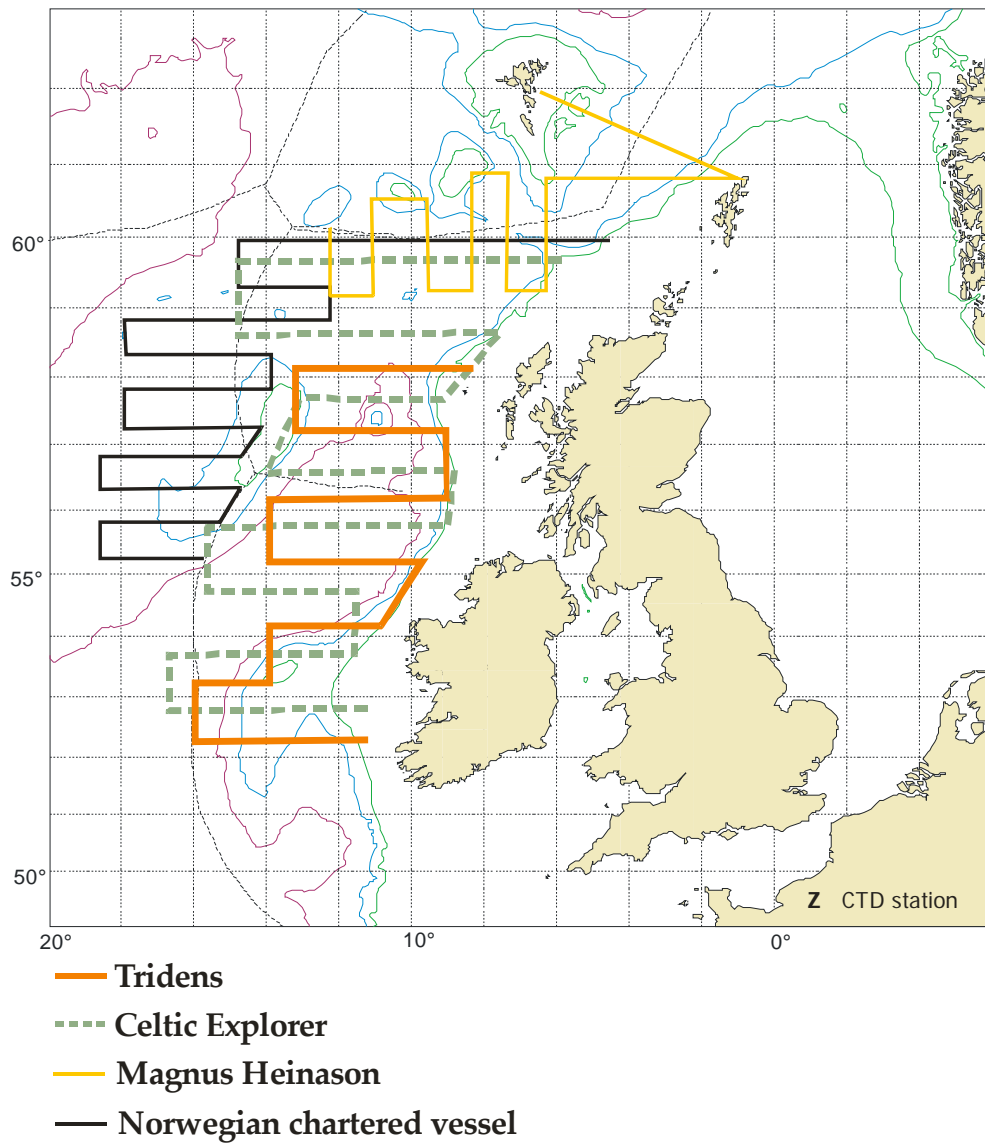 60°
55°
50°
Z CTD station
20°
10°
0°
Tridens
Celtic Explorer
Magnus Heinason
Norwegian chartered vessel